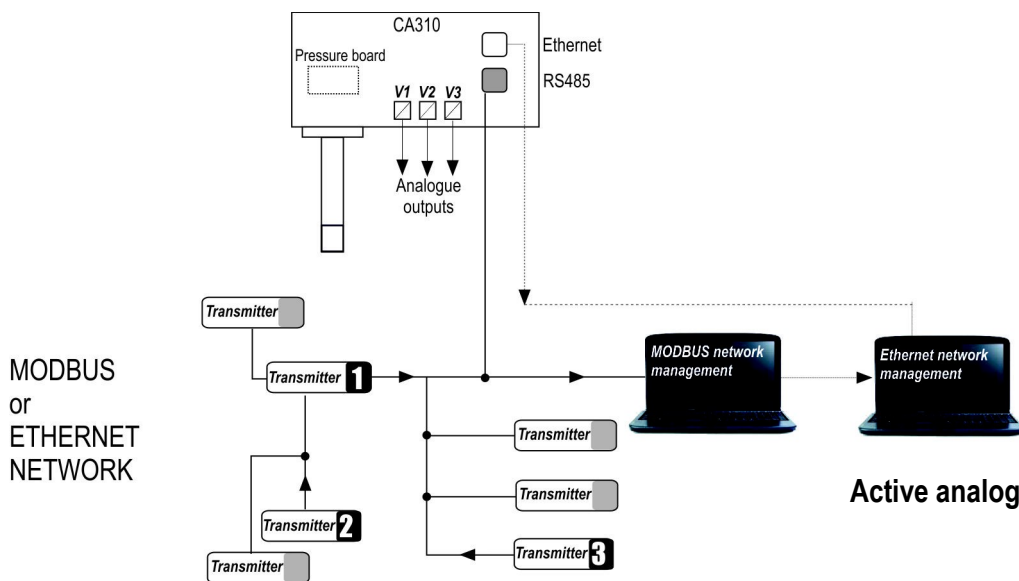 CA310
Pressure board
Ethernet
RS485
V1 V2 V3
Analogue
outputs
Transmitter
MODBUS
or
ETHERNET
NETWORK
Transmitter 1
MODBUS network
management
Ethernet network
management
Transmitter
Transmitter
Active analog
Transmitter 2
Transmitter 3
Transmitter